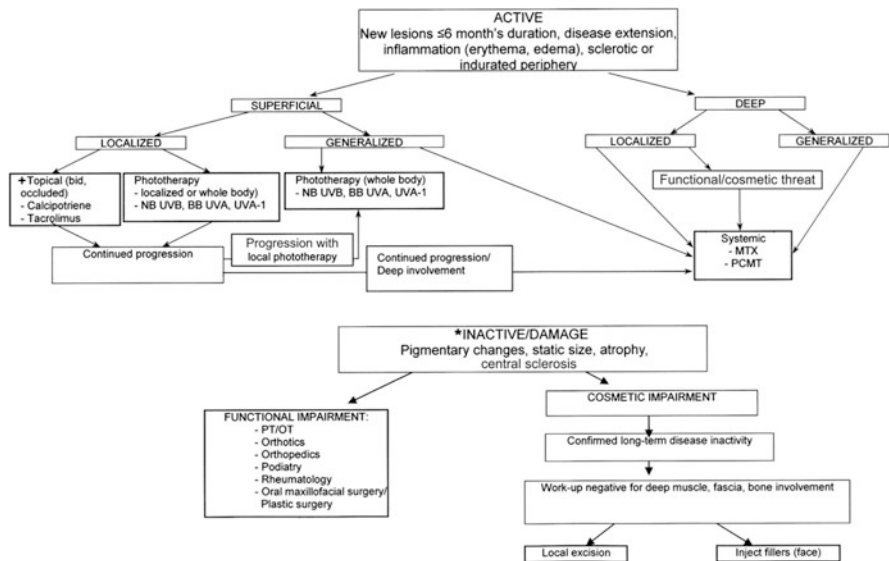 ACTIVE
New lesions ≤6 month's duration, disease extension,
inflammation (erythema, edema), sclerotic or
indurated periphery
SUPERFICIAL
DEEP
LOCALIZED
GENERALIZED
LOCALIZED
GENERALIZED
+Topical (bid,
occluded)
- Calcipotriene
- Tacrolimus
Phototherapy
- localized or whole body)
- NB UVB, BB UVA, UVA-1
Phototherapy (whole body)
- NB UVB, BB UVA, UVA-1
Functional/cosmetic threat
Continued progression
Progression with
local phototherapy
Continued progression/
Deep involvement
Systemic
- MTX
- PCMT
*INACTIVE/DAMAGE
Pigmentary changes, static size, atrophy,
central sclerosis
FUNCTIONAL IMPAIRMENT:
- PT/OT
- Orthotics
- Orthopedics
- Podiatry
- Rheumatology
- Oral maxillofacial surgery/
Plastic surgery
COSMETIC IMPAIRMENT
Confirmed long-term disease inactivity
Work-up negative for deep muscle, fascia, bone involvement
Local excision
Inject fillers (face)